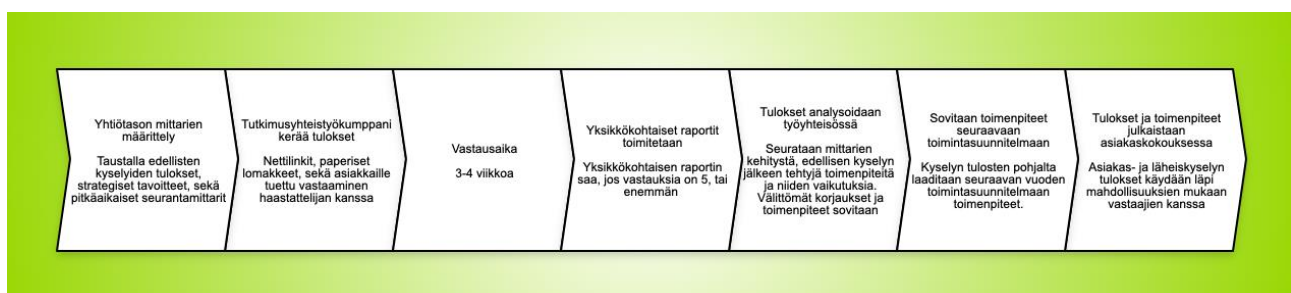 Yhtiötason mittarien
määrittely
Taustalla edellisten
kyselyiden tulokset,
strategiset tavoitteet, sekä
pitkäaikaiset seurantamittarit
Tutkimusyhteistyökumppani
kerää tulokset
Nettilinkit, paperiset
lomakkeet, sekä asiakkaille
tuettu vastaaminen
haastattelijan kanssa
Vastausaika
3-4 viikkoa
Yksikkökohtaiset raportit
toimitetaan
Yksikkökohtaisen raportin
saa, jos vastauksia on 5, tai
enemmän
Tulokset analysoidaan
työyhteisössä
Seurataan mittarien
kehitystä, edellisen kyselyn
jälkeen tehtyjä toimenpiteitä
ja niiden vaikutuksia.
Välittömät korjaukset ja
toimenpiteet sovitaan
Sovitaan toimenpiteet
seuraavaan
toimintasuunnitelmaan
Kyselyn tulosten pohjalta
laaditaan seuraavan vuoden
toimintasuunnitelmaan
toimenpiteet.
Tulokset ja toimenpiteet
julkaistaan
asiakaskokouksessa
Asiakas- ja läheiskyselyn
tulokset käydään läpi
mahdollisuuksien mukaan
vastaajien kanssa